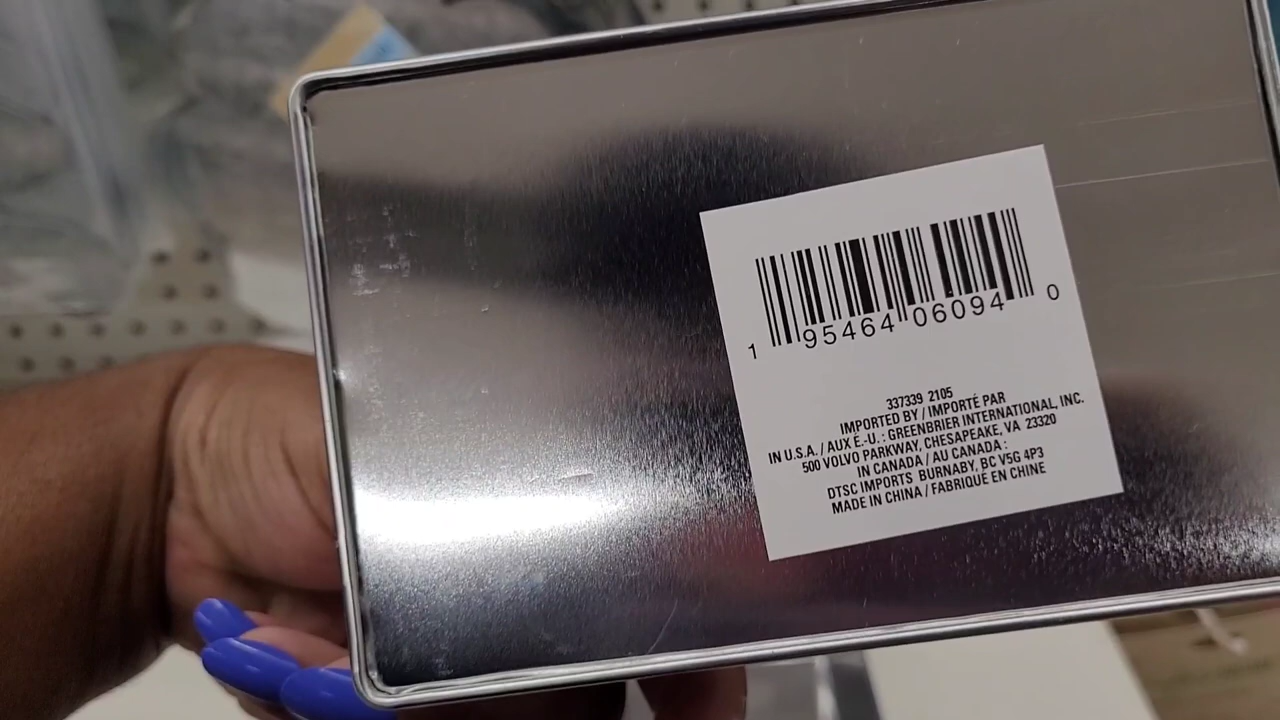 1 95464 06094 0
337339 2105
IMPORTED BY / IMPORTÉ PAR
IN U.S.A. / AUX É.-U. : GREENBRIER INTERNATIONAL, INC.
500 VOLVO PARKWAY, CHESAPEAKE, VA 23320
IN CANADA / AU CANADA :
DTSC IMPORTS BURNABY, BC V5G 4P3
MADE IN CHINA / FABRIQUÉ EN CHINE